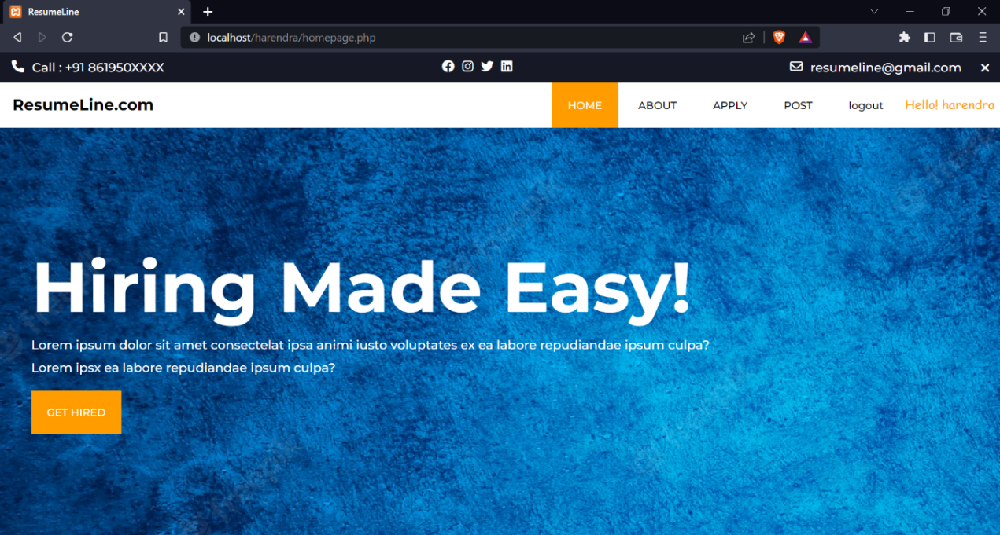 ResumeLine
localhost/harendra/homepage.php
Call : +91 861950XXXX
resumeline@gmail.com
ResumeLine.com
HOME ABOUT APPLY POST logout Hello! harendra
Hiring Made Easy!
Lorem ipsum dolor sit amet consectelat ipsa animi iusto voluptates ex ea labore repudiandae ipsum culpa?
Lorem ipsx ea labore repudiandae ipsum culpa?
GET HIRED